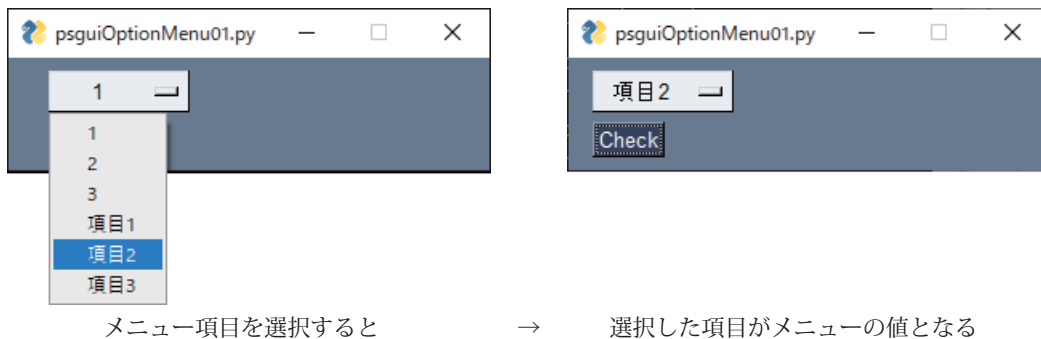 psguiOptionMenu01.py
1
1
2
3
項目1
項目2
項目3
psguiOptionMenu01.py
項目2
Check
メニュー項目を選択すると → 選択した項目がメニューの値となる